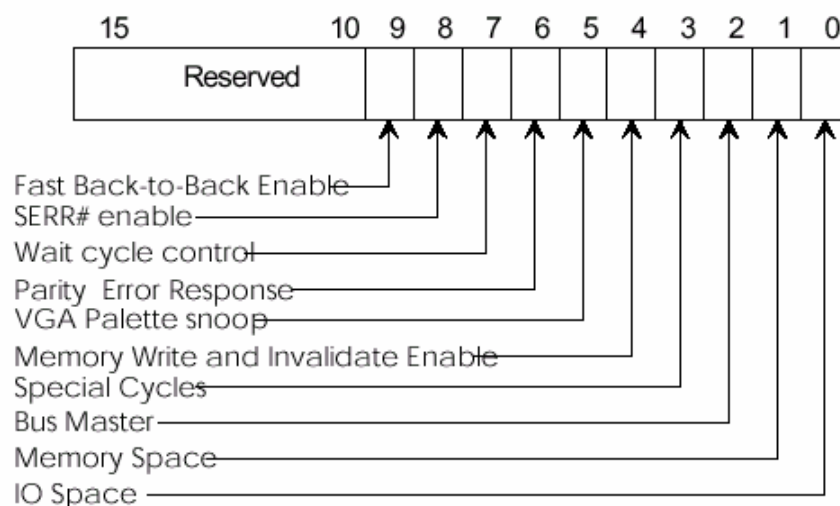 15 10 9 8 7 6 5 4 3 2 1 0
Reserved
Fast Back-to-Back Enable
SERR# enable
Wait cycle control
Parity Error Response
VGA Palette snoop
Memory Write and Invalidate Enable
Special Cycles
Bus Master
Memory Space
IO Space